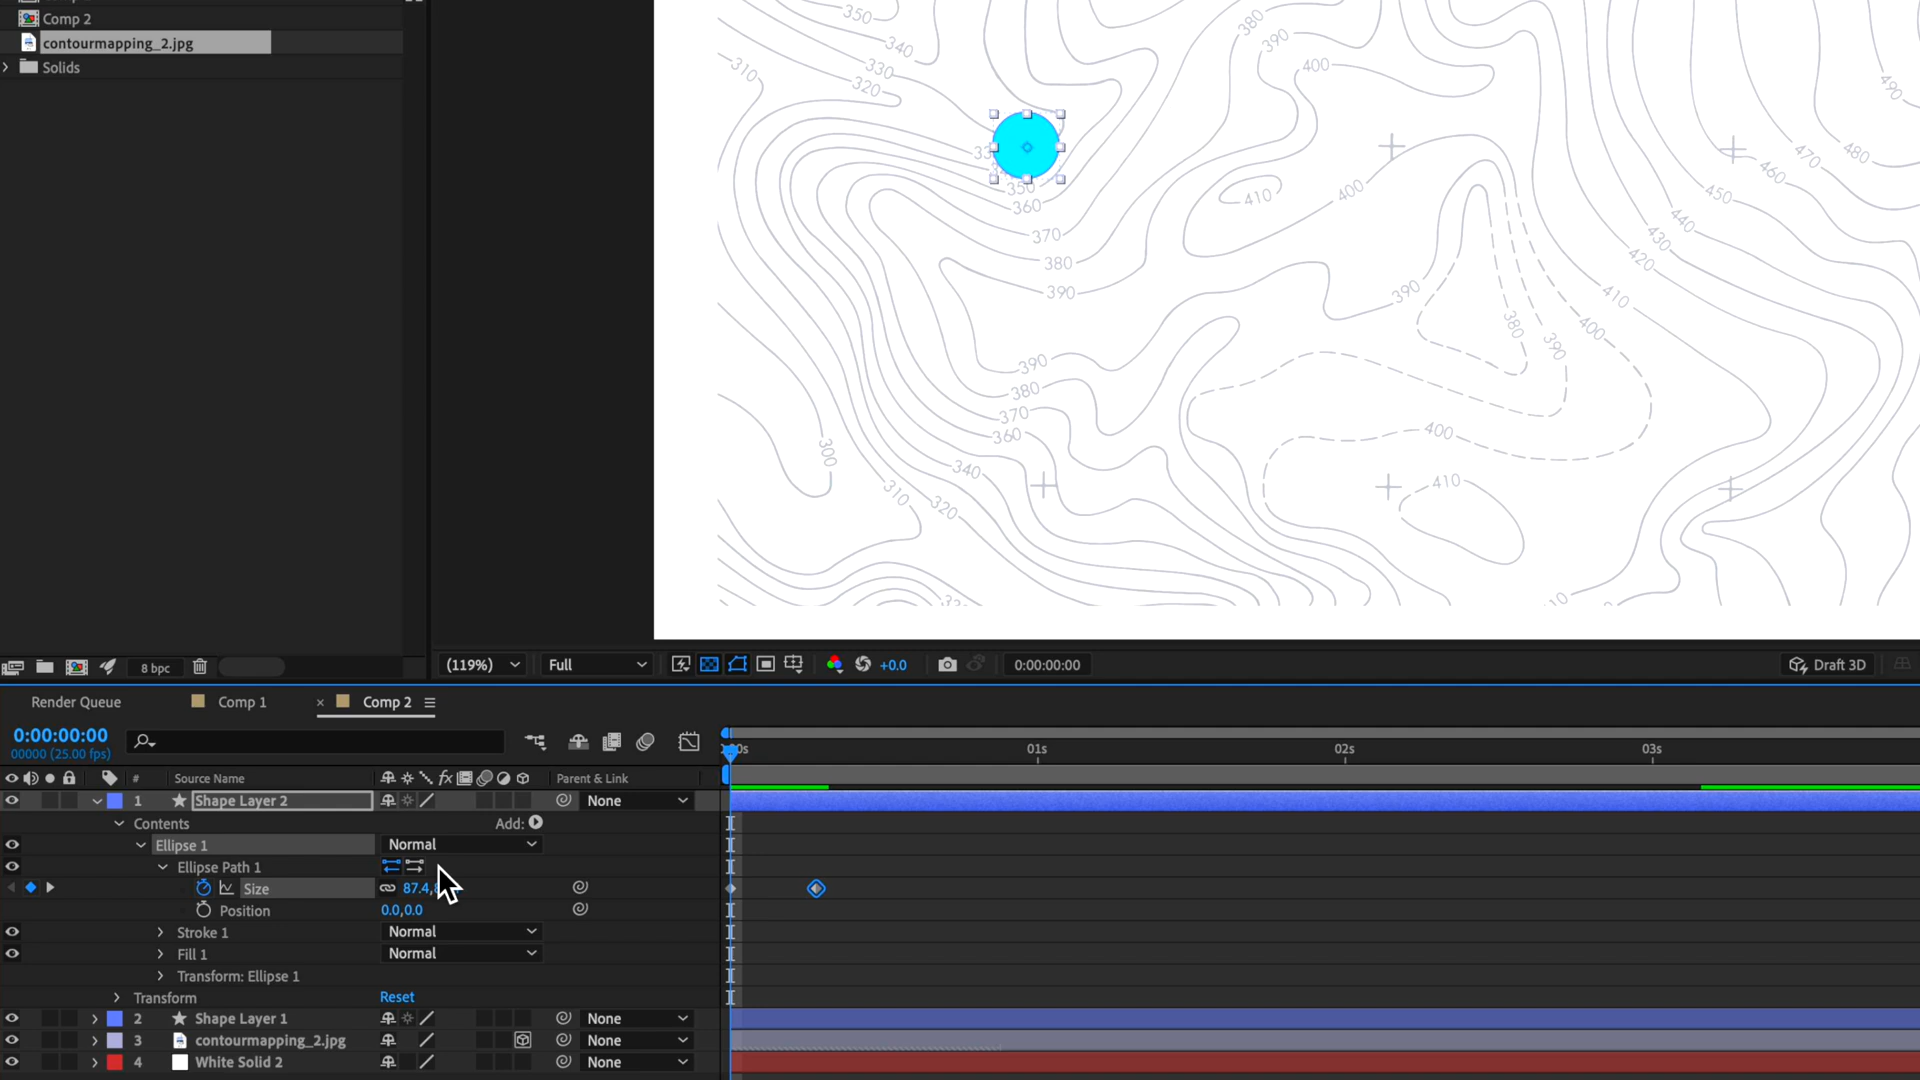 Comp 2
contourmapping_2.jpg
Solids
350
340
330
320
310
380
390
400
490
480
470
460
450
440
430
420
410
400
410
400
390
380
390
350
360
370
380
390
390
380
370
360
340
310
320
300
400
410
8 bpc
(119%)
Full
+0.0
0:00:00:00
Draft 3D
Render Queue
Comp 1
× Comp 2
0:00:00:00
00000 (25.00 fps)
01s
02s
03s
# Source Name
fx
Parent & Link
1 Shape Layer 2
None
Contents
Add:
Ellipse 1
Normal
Ellipse Path 1
Size
87.4,
Position
0.0,0.0
Stroke 1
Normal
Fill 1
Normal
Transform: Ellipse 1
Transform
Reset
2 Shape Layer 1
None
3 contourmapping_2.jpg
None
4 White Solid 2
None